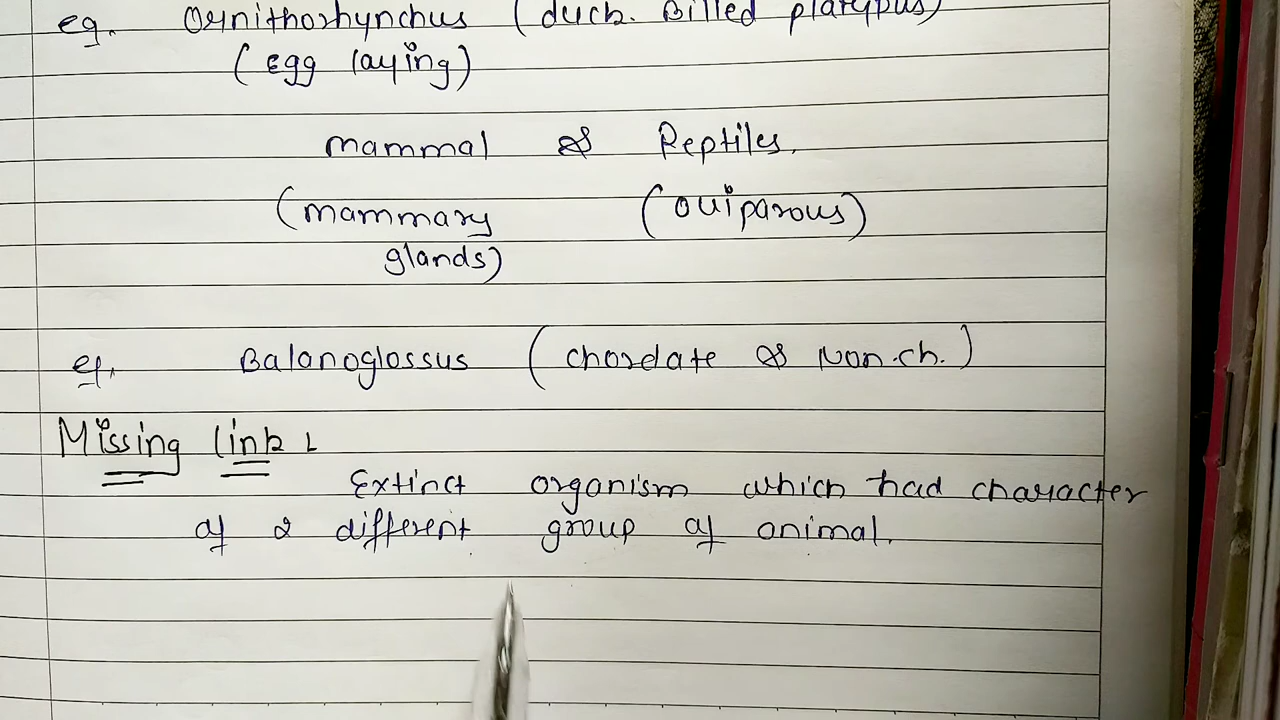 eg. Ornithorhynchus (duck. Billed platypus)
(egg laying)
mammal & Reptiles.
(mammary (oviparous)
glands)
eg. Balanoglossus (chordate & Non-ch.)
Missing link
Extinct organism which had character
of 2 different group of animal.